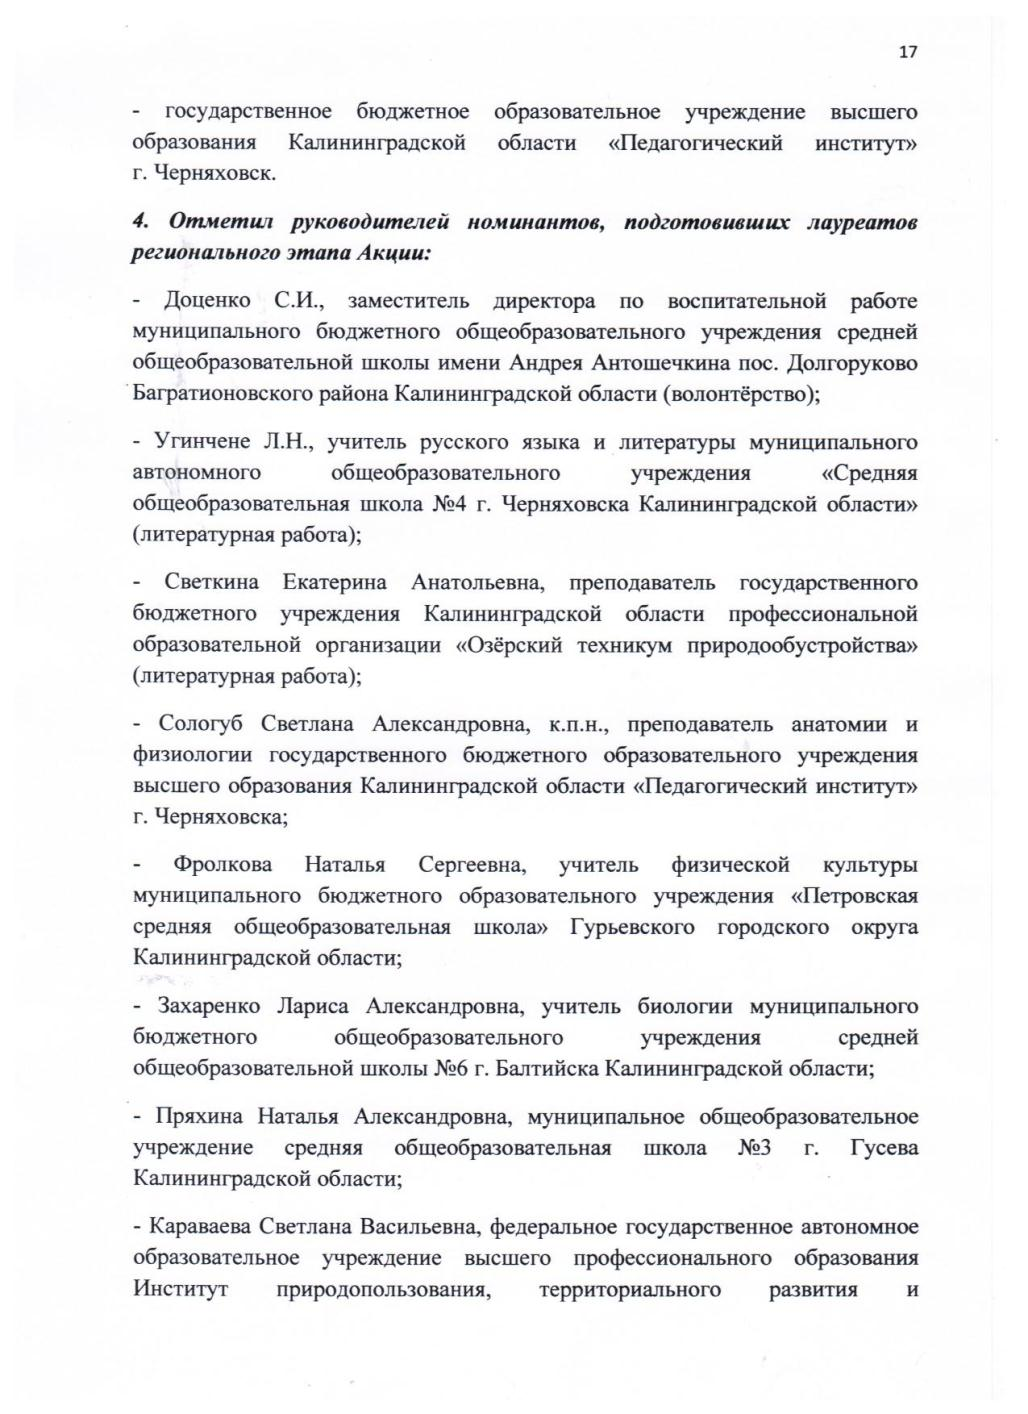 17
- государственное бюджетное образовательное учреждение высшего
образования Калининградской области «Педагогический институт»
г. Черняховск.
4. Отметил руководителей номинантов, подготовивших лауреатов
регионального этапа Акции:
- Доценко С.И., заместитель директора по воспитательной работе
муниципального бюджетного общеобразовательного учреждения средней
общеобразовательной школы имени Андрея Антошечкина пос. Долгоруково
Багратионовского района Калининградской области (волонтёрство);
- Угинчене Л.Н., учитель русского языка и литературы муниципального
автономного общеобразовательного учреждения «Средняя
общеобразовательная школа №4 г. Черняховска Калининградской области»
(литературная работа);
- Светкина Екатерина Анатольевна, преподаватель государственного
бюджетного учреждения Калининградской области профессиональной
образовательной организации «Озёрский техникум природообустройства»
(литературная работа);
- Сологуб Светлана Александровна, к.п.н., преподаватель анатомии и
физиологии государственного бюджетного образовательного учреждения
высшего образования Калининградской области «Педагогический институт»
г. Черняховска;
- Фролкова Наталья Сергеевна, учитель физической культуры
муниципального бюджетного образовательного учреждения «Петровская
средняя общеобразовательная школа» Гурьевского городского округа
Калининградской области;
- Захаренко Лариса Александровна, учитель биологии муниципального
бюджетного общеобразовательного учреждения средней
общеобразовательной школы №6 г. Балтийска Калининградской области;
- Пряхина Наталья Александровна, муниципальное общеобразовательное
учреждение средняя общеобразовательная школа №3 г. Гусева
Калининградской области;
- Караваева Светлана Васильевна, федеральное государственное автономное
образовательное учреждение высшего профессионального образования
Институт природопользования, территориального развития и